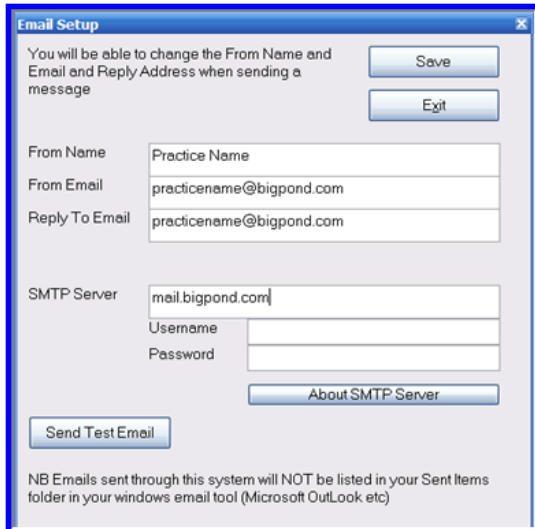 Email Setup
X
You will be able to change the From Name and
Email and Reply Address when sending a
message
Save
Exit
From Name
Practice Name
From Email
practicename@bigpond.com
Reply To Email
practicename@bigpond.com
SMTP Server
mail.bigpond.com
Username
Password
About SMTP Server
Send Test Email
NB Emails sent through this system will NOT be listed in your Sent Items
folder in your windows email tool (Microsoft OutLook etc)